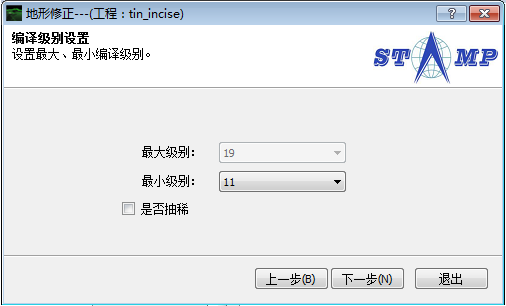 地形修正---(工程：tin_incise)
编译级别设置
设置最大、最小编译级别。
STAMP
最大级别： 19
最小级别： 11
是否抽稀
上一步(B) 下一步(N) 退出